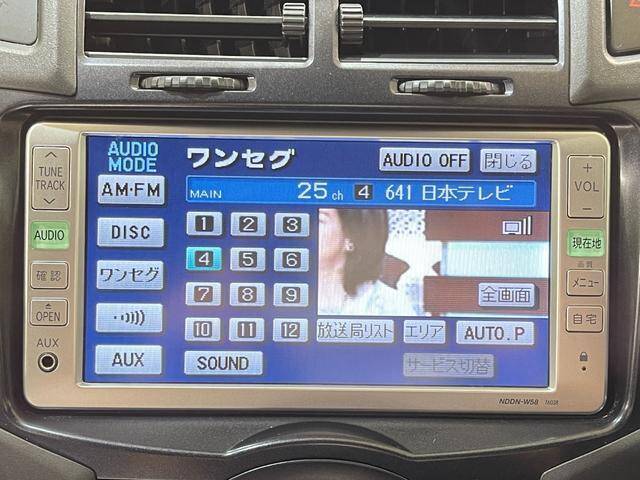 AUDIO MODE
ワンセグ
AUDIO OFF
閉じる
AM・FM
MAIN 25ch 4 641 日本テレビ
DISC
ワンセグ
AUX
1 2 3
4 5 6
7 8 9
10 11 12
全画面
放送局リスト
エリア
AUTO.P
SOUND
サービス切替
TUNE TRACK
AUDIO
確認
OPEN
AUX
+
VOL
-
現在地
画質
メニュー
自宅
NDDN-W58